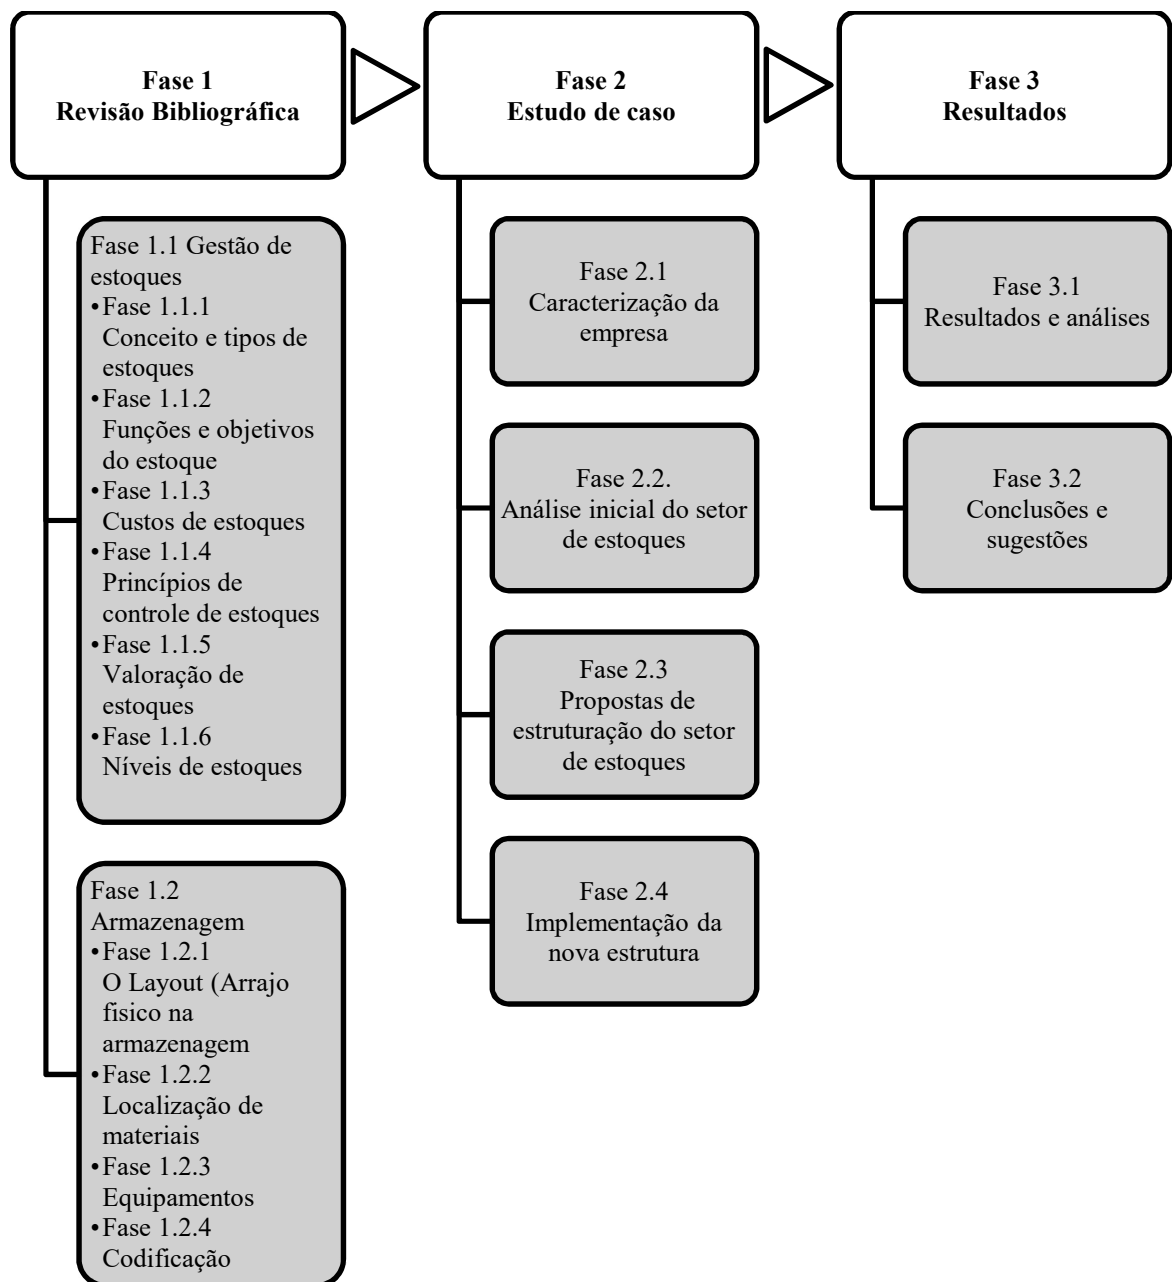 Fase 1
Revisão Bibliográfica
Fase 1.1 Gestão de
estoques
•Fase 1.1.1
Conceito e tipos de
estoques
•Fase 1.1.2
Funções e objetivos
do estoque
•Fase 1.1.3
Custos de estoques
•Fase 1.1.4
Princípios de
controle de estoques
•Fase 1.1.5
Valoração de
estoques
•Fase 1.1.6
Níveis de estoques
Fase 1.2
Armazenagem
•Fase 1.2.1
O Layout (Arrajo
fisico na
armazenagem
•Fase 1.2.2
Localização de
materiais
•Fase 1.2.3
Equipamentos
•Fase 1.2.4
Codificação
Fase 2
Estudo de caso
Fase 2.1
Caracterização da
empresa
Fase 2.2.
Análise inicial do setor
de estoques
Fase 2.3
Propostas de
estruturação do setor
de estoques
Fase 2.4
Implementação da
nova estrutura
Fase 3
Resultados
Fase 3.1
Resultados e análises
Fase 3.2
Conclusões e
sugestões